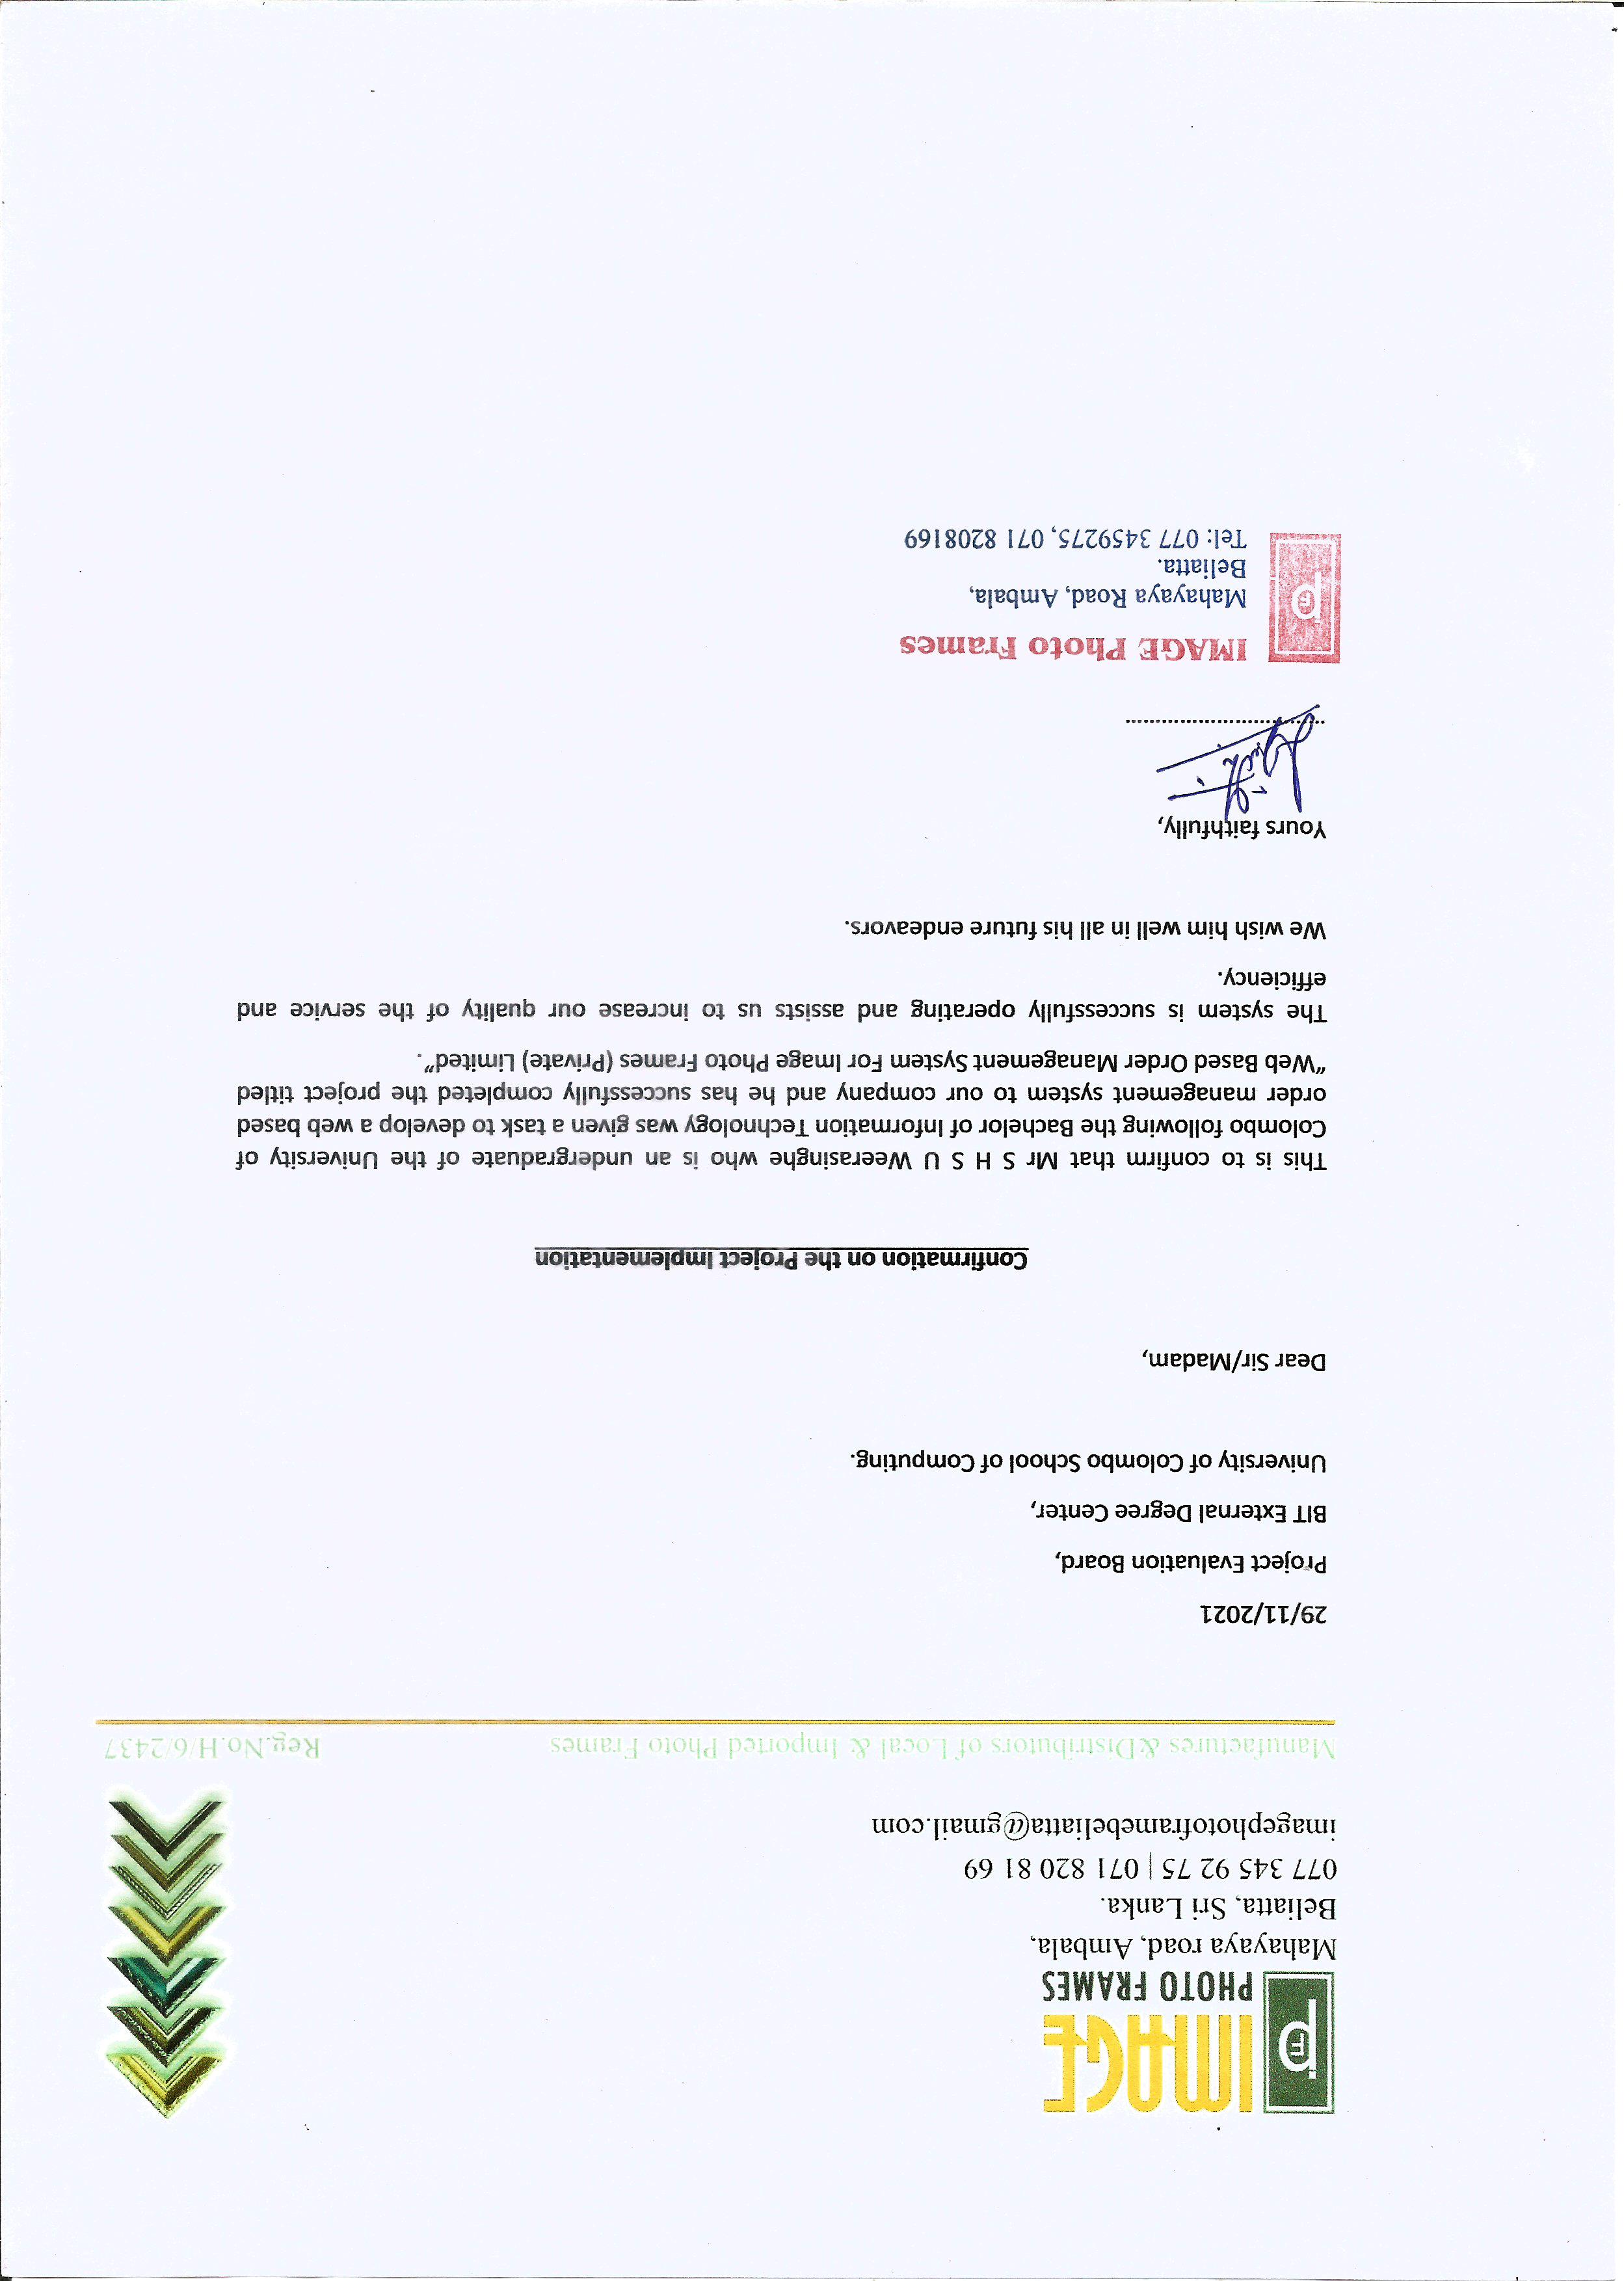 PF IMAGE
PHOTO FRAMES
Mahayaya road, Ambala,
Beliatta, Sri Lanka.
077 345 92 75 | 071 820 81 69
imagephotoframebeliatta@gmail.com
Manufactures &Distributors of Local & Imported Photo Frames Reg.No.H/6/2437
29/11/2021
Project Evaluation Board,
BIT External Degree Center,
University of Colombo School of Computing.
Dear Sir/Madam,
Confirmation on the Project Implementation
This is to confirm that Mr S H S U Weerasinghe who is an undergraduate of the University of
Colombo following the Bachelor of Information Technology was given a task to develop a web based
order management system to our company and he has successfully completed the project titled
“Web Based Order Management System For Image Photo Frames (Private) Limited”.
The system is successfully operating and assists us to increase our quality of the service and
efficiency.
We wish him well in all his future endeavors.
Yours faithfully,
PF IMAGE Photo Frames
Mahayaya Road, Ambala,
Beliatta.
Tel: 077 3459275, 071 8208169